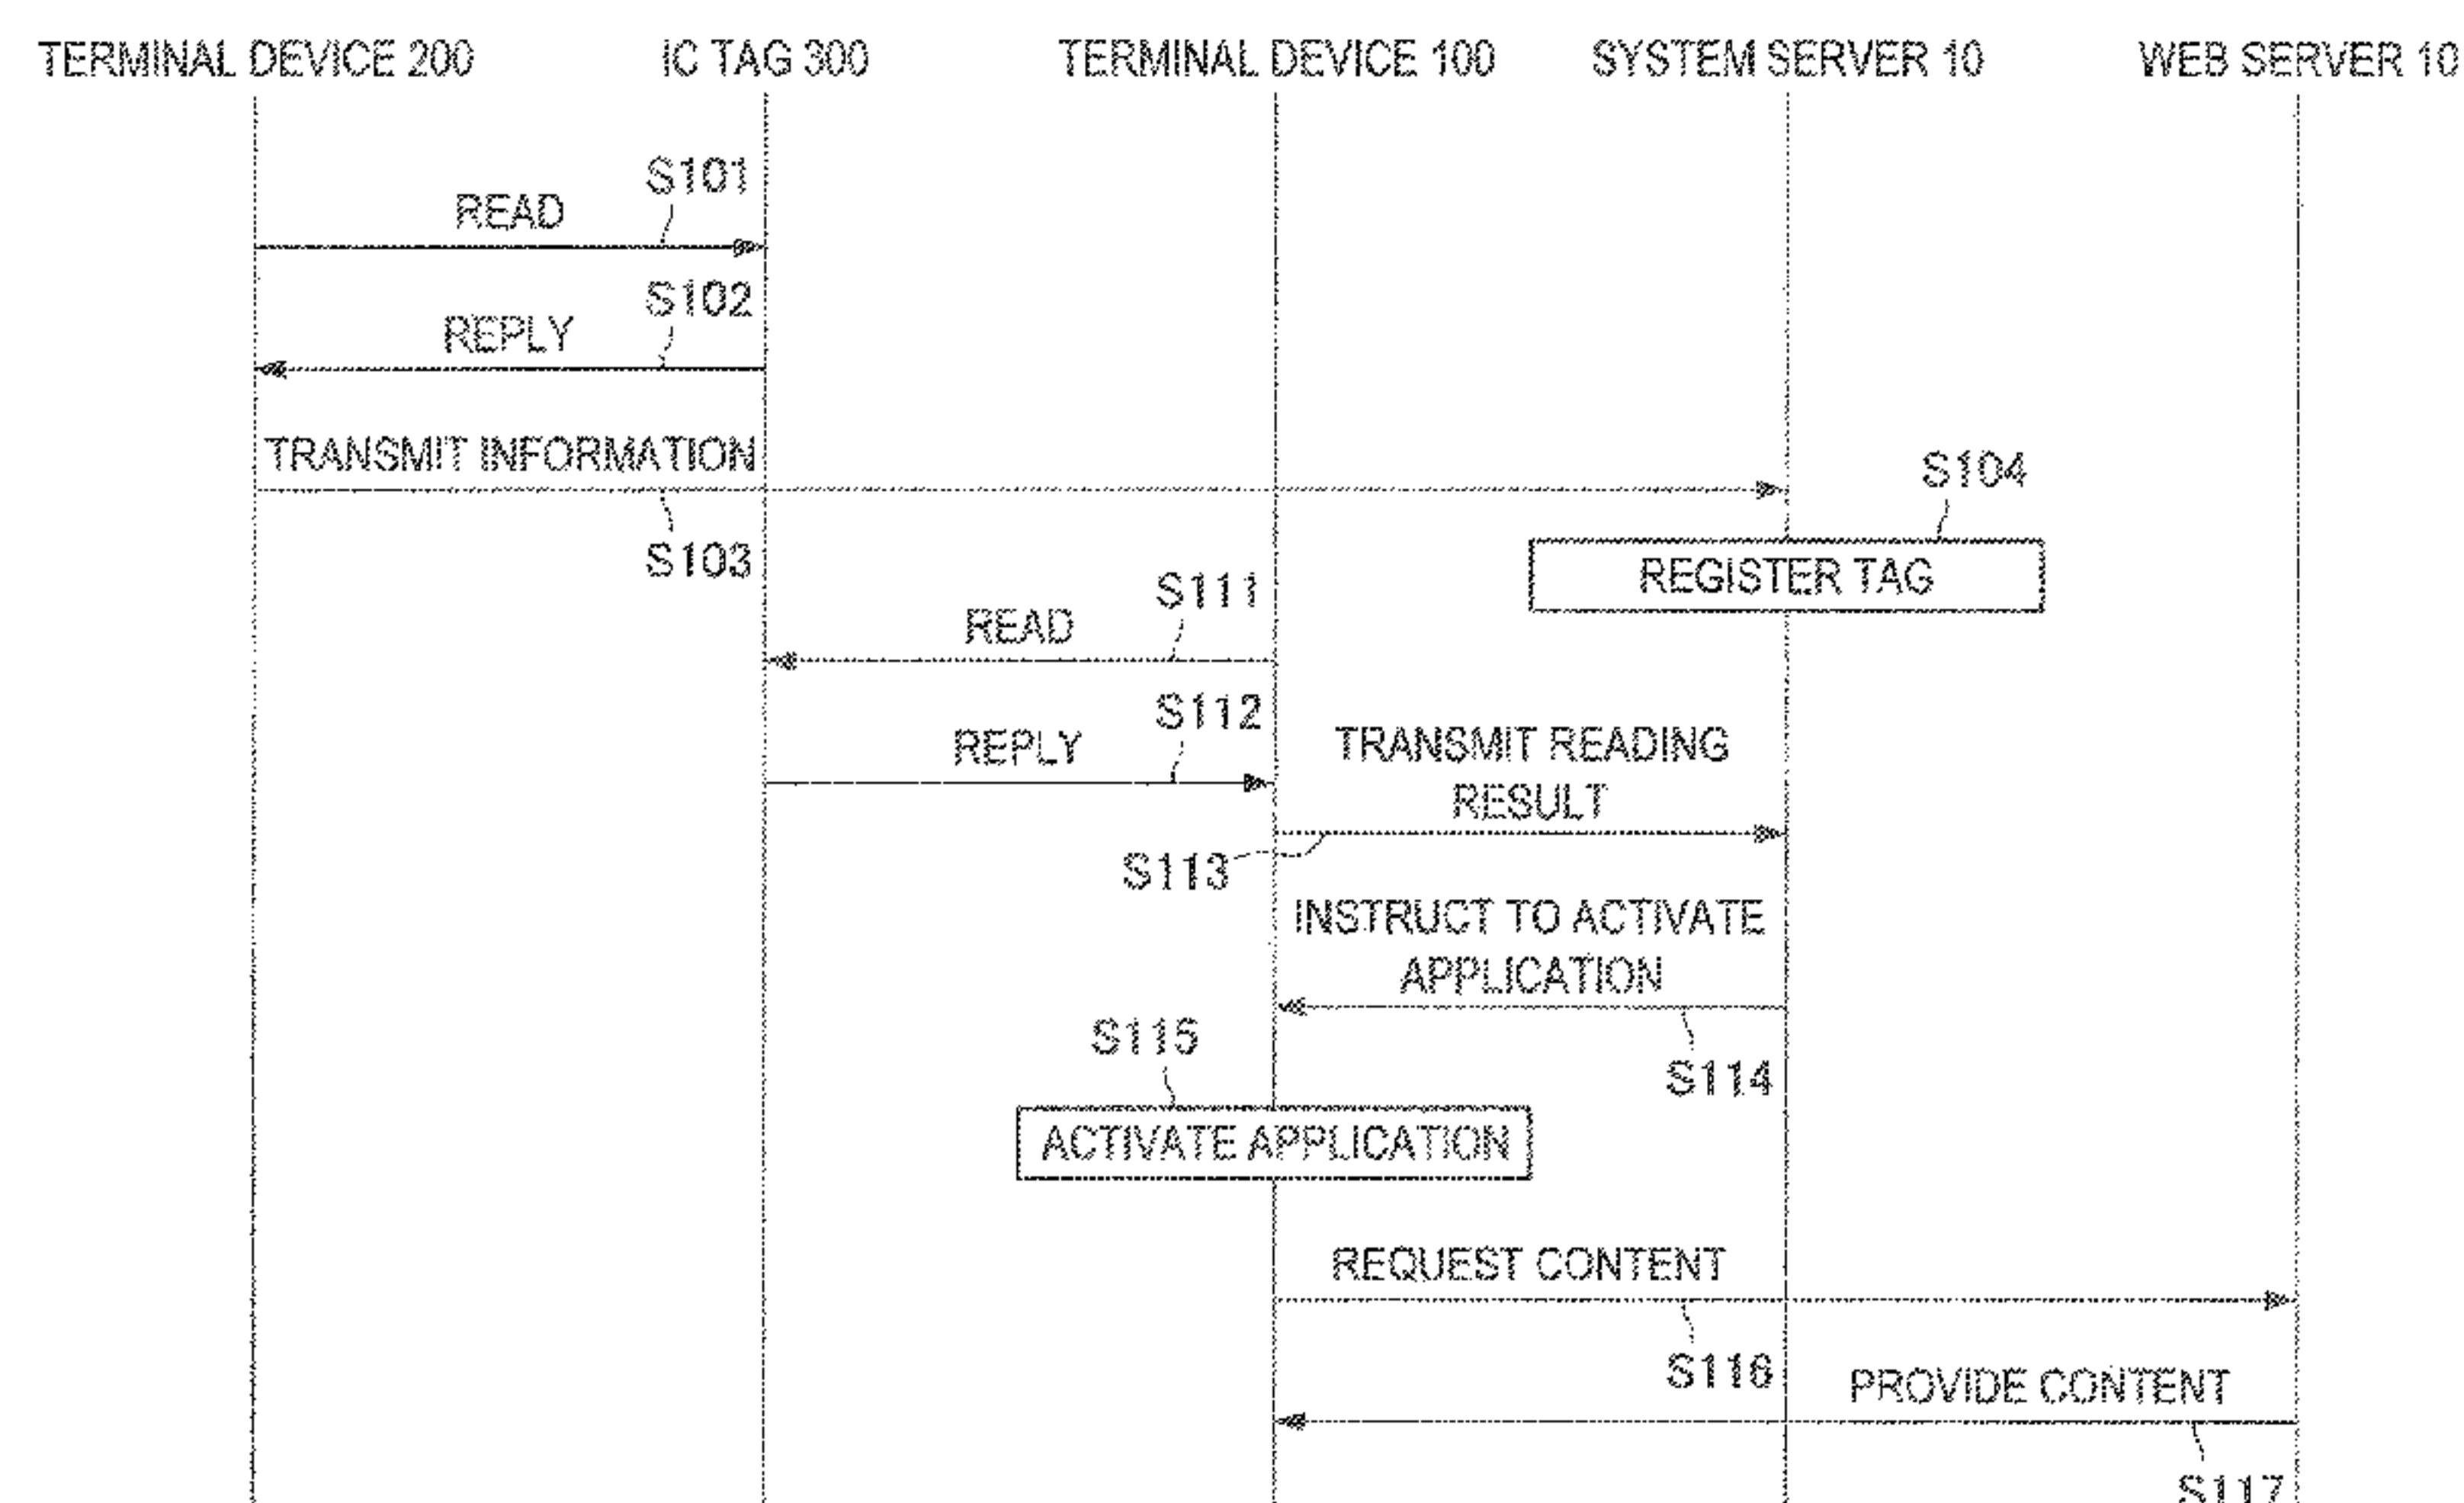 TERMINAL DEVICE 200 IC TAG 300 TERMINAL DEVICE 100 SYSTEM SERVER 10 WEB SERVER 10
S101
READ
S102
REPLY
TRANSMIT INFORMATION
S103
S104
REGISTER TAG
S111
READ
S112
REPLY
TRANSMIT READING
RESULT
S113
INSTRUCT TO ACTIVATE
APPLICATION
S114
S115
ACTIVATE APPLICATION
REQUEST CONTENT
S116
PROVIDE CONTENT
S117